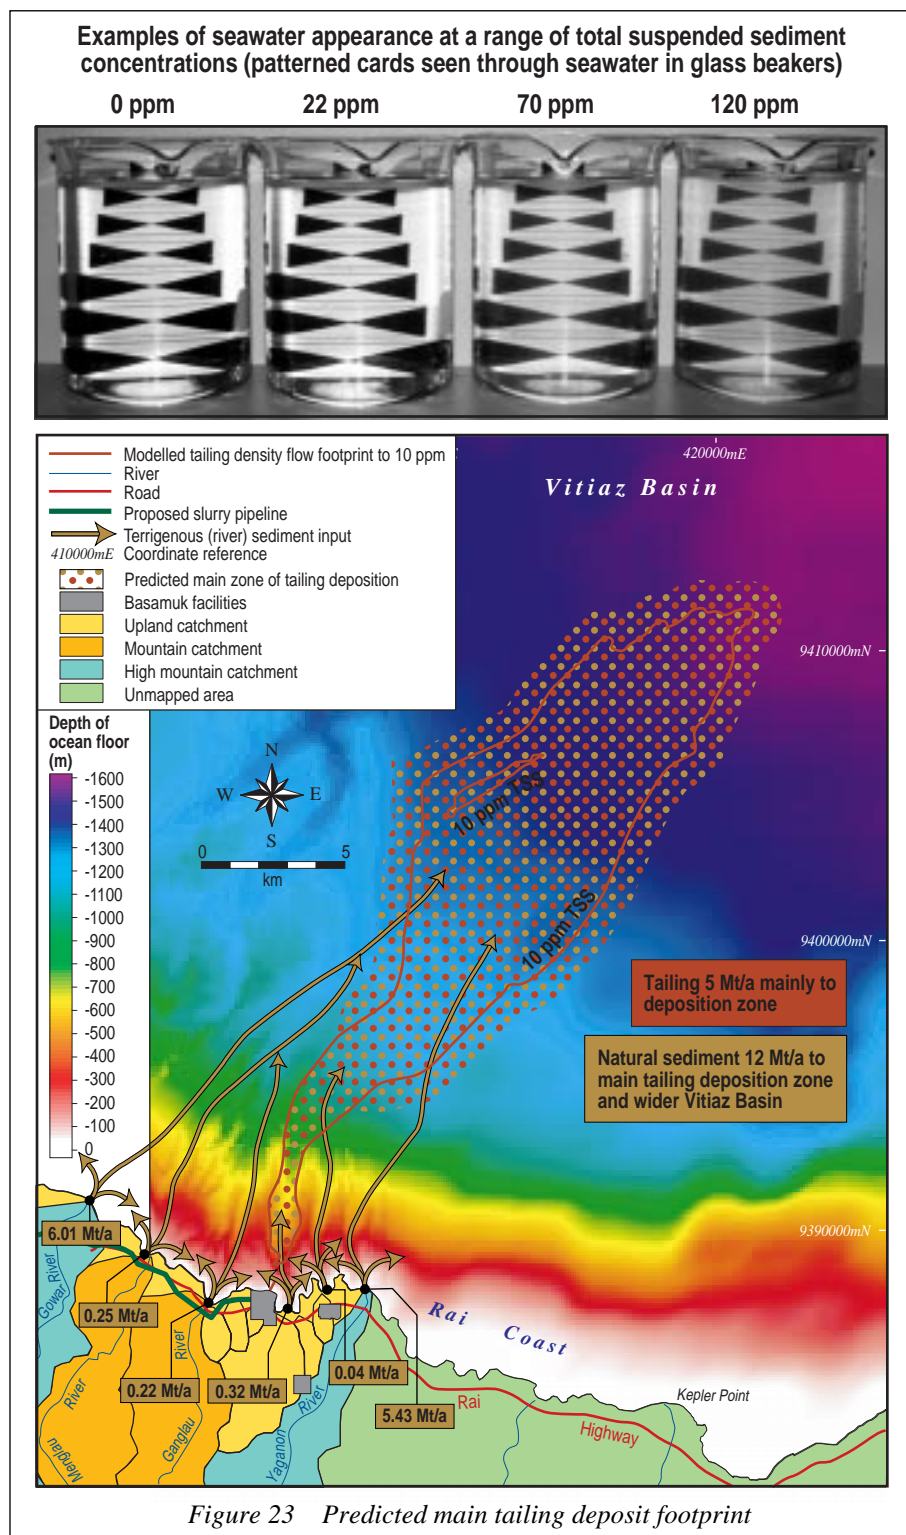 Examples of seawater appearance at a range of total suspended sediment
concentrations (patterned cards seen through seawater in glass beakers)
0 ppm 22 ppm 70 ppm 120 ppm
Modelled tailing density flow footprint to 10 ppm
River
Road
Proposed slurry pipeline
Terrigenous (river) sediment input
410000mE Coordinate reference
Predicted main zone of tailing deposition
Basamuk facilities
Upland catchment
Mountain catchment
High mountain catchment
Unmapped area
420000mE
Vitiaz Basin
9410000mN
Depth of
ocean floor
(m)
-1600
-1500
-1400
-1300
-1200
-1100
-1000
-900
-800
-700
-600
-500
-400
-300
-200
-100
0
N
W E
S
0 5
km
10 ppm TSS
10 ppm TSS
9400000mN
Tailing 5 Mt/a mainly to
deposition zone
Natural sediment 12 Mt/a to
main tailing deposition zone
and wider Vitiaz Basin
9390000mN
6.01 Mt/a
Gowar River
0.25 Mt/a
0.22 Mt/a
0.32 Mt/a
0.04 Mt/a
5.43 Mt/a
Menglau River
Ganglau River
Yaganon River
Rai Coast
Kepler Point
Rai Highway
Figure 23 Predicted main tailing deposit footprint